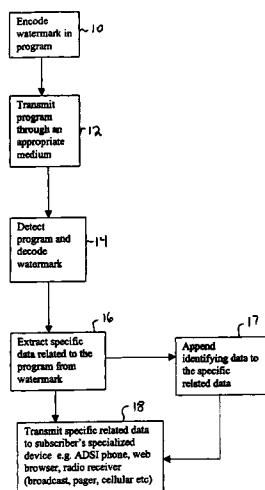 Encode
watermark in
program
10
Transmit
program
through an
appropriate
medium
12
Detect
program and
decode
watermark
14
16
Extract specific
data related to
the program from
watermark
17
Append
identifying data to
the specific
related data
18
Transmit specific related data
to subscriber's specialized
device e.g. ADSI phone, web
browser, radio receiver
(broadcast, pager, cellular etc)